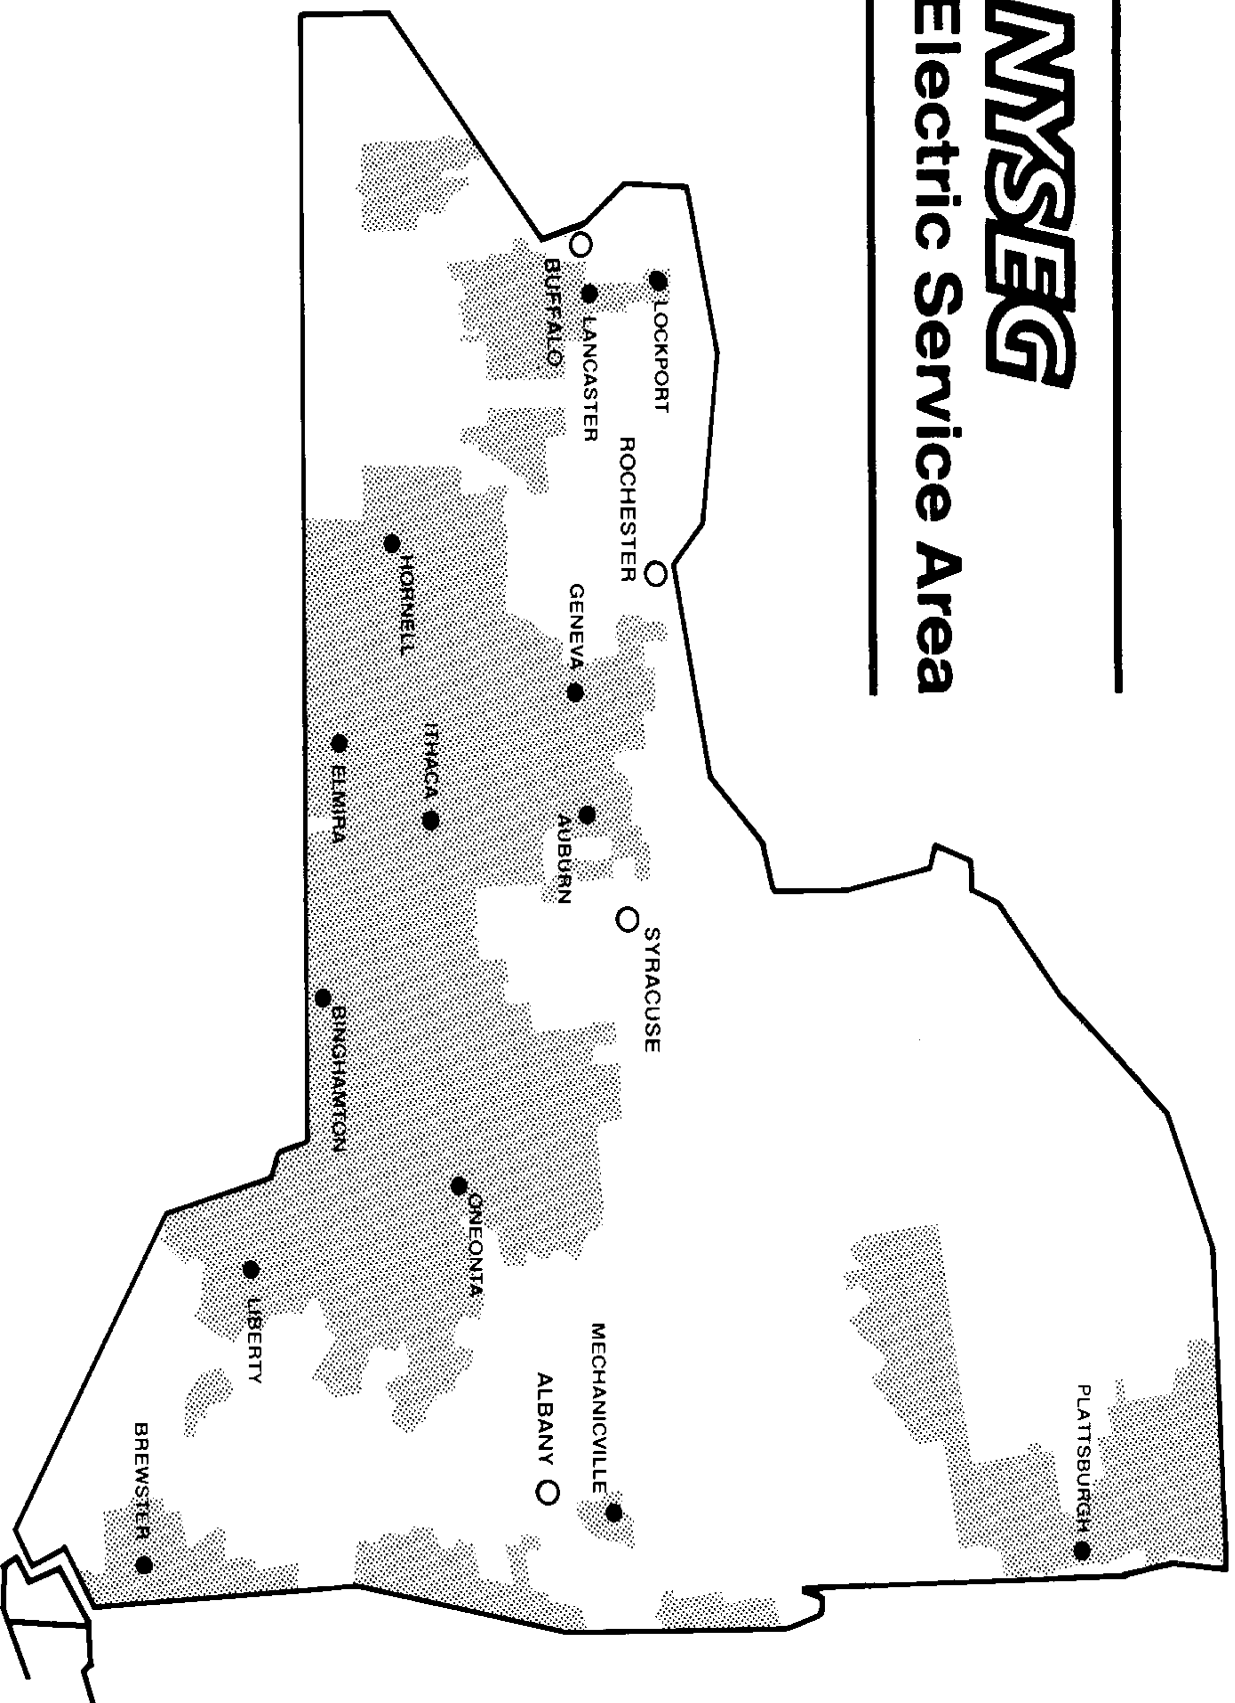 NYSEG
Electric Service Area
PLATTSBURGH
LOCKPORT
ROCHESTER
SYRACUSE
LANCASTER
BUFFALO
GENEVA
AUBURN
MECHANICVILLE
ALBANY
HORNELL
ITHACA
ONEONTA
ELMIRA
BINGHAMTON
LIBERTY
BREWSTER